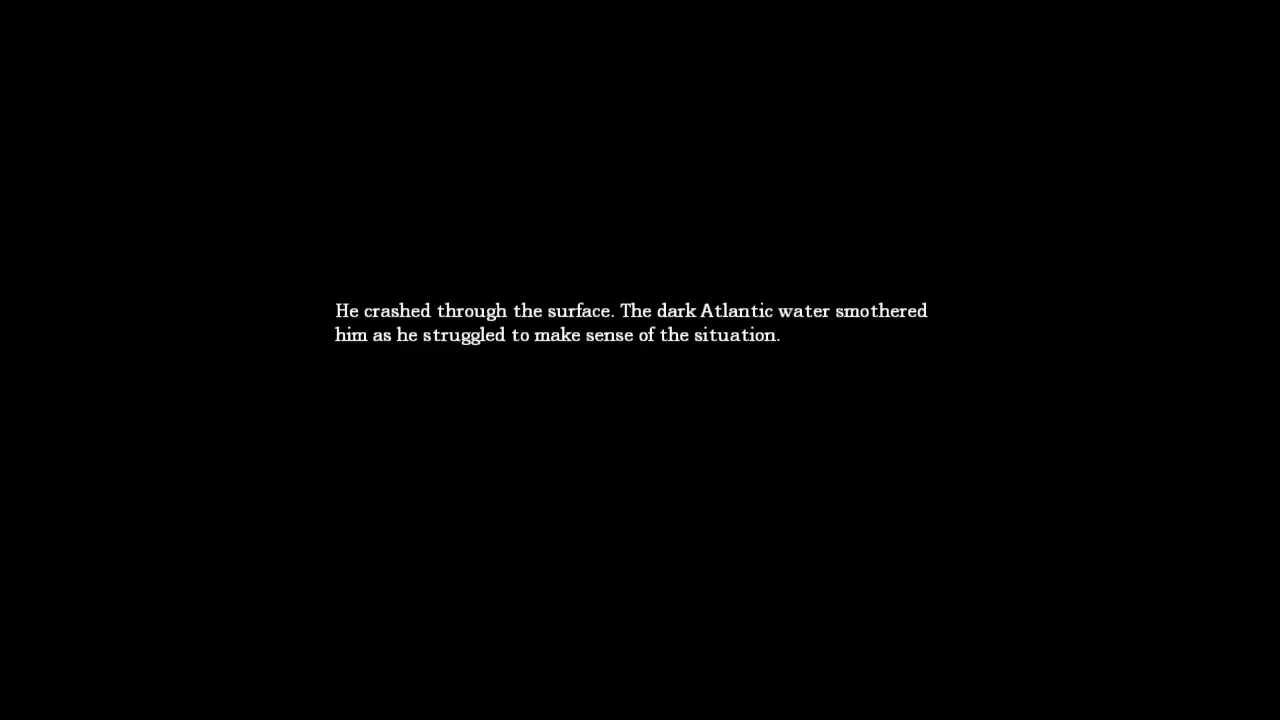 He crashed through the surface. The dark Atlantic water smothered
him as he struggled to make sense of the situation.